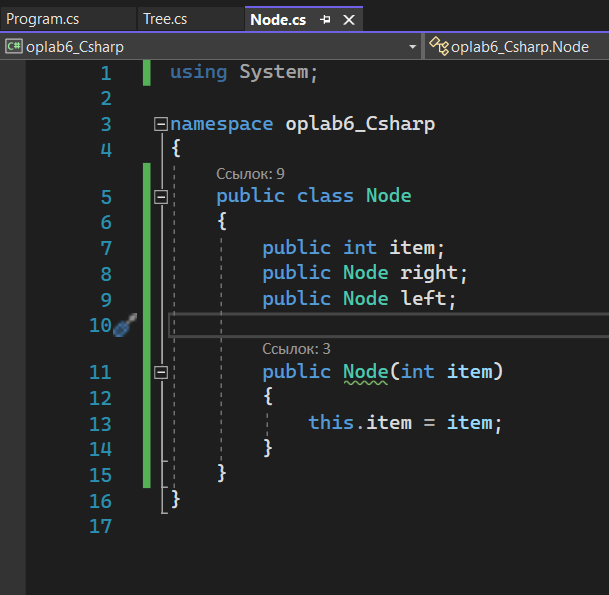 Program.cs Tree.cs Node.cs
C# oplab6_Csharp oplab6_Csharp.Node
1 using System;
2
3 namespace oplab6_Csharp
4 {
Ссылок: 9
5 public class Node
6 {
7 public int item;
8 public Node right;
9 public Node left;
10
Ссылок: 3
11 public Node(int item)
12 {
13 this.item = item;
14 }
15 }
16 }
17